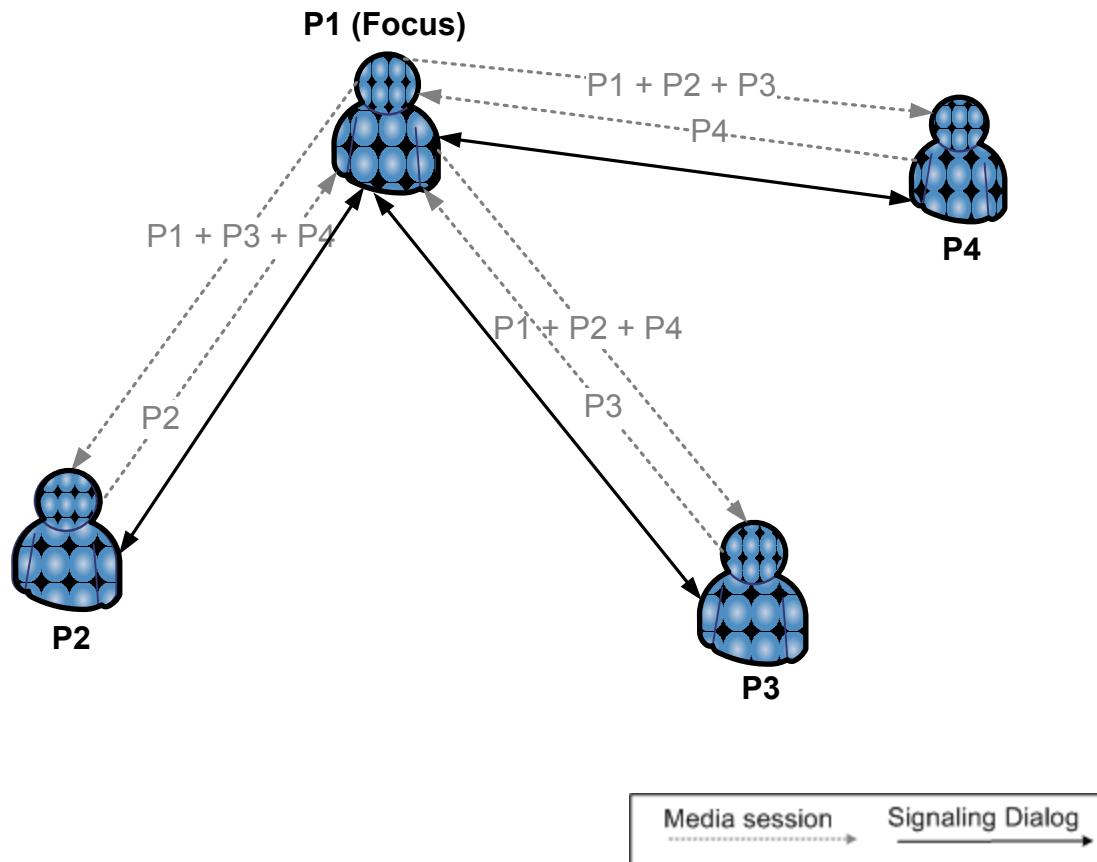 P1 (Focus)
P1 + P2 + P3
P4
P4
P1 + P3 + P4
P1 + P2 + P4
P3
P2
P2
P3
Media session
Signaling Dialog